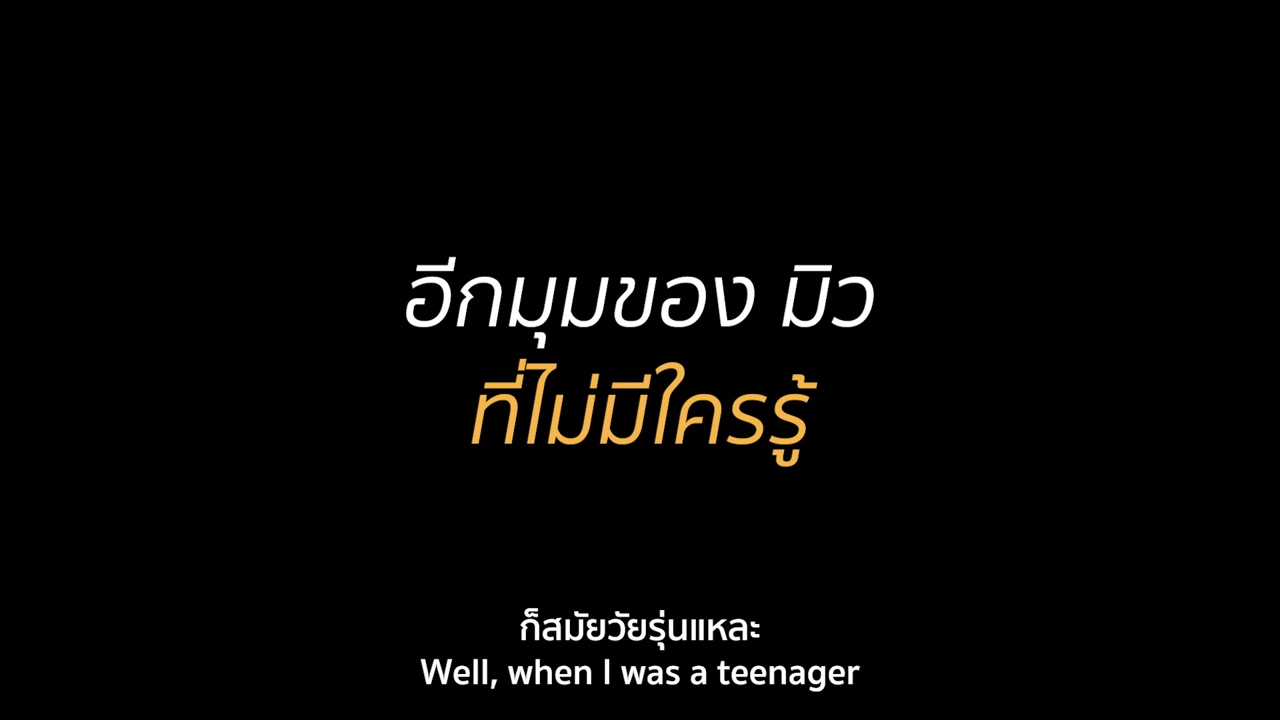 อีกมุมของ มิว
ที่ไม่มีใครรู้
ก็สมัยวัยรุ่นแหละ
Well, when I was a teenager